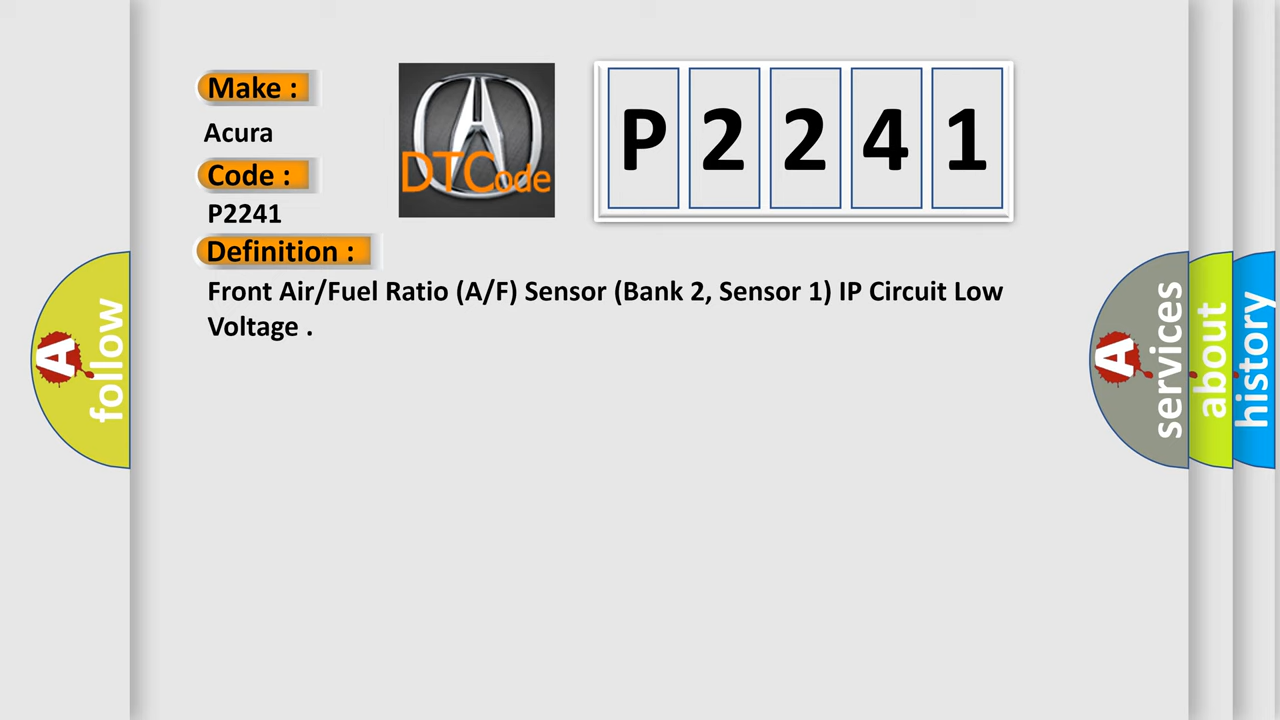 Make :
Acura
Code :
P2241
Definition :
Front Air/Fuel Ratio (A/F) Sensor (Bank 2, Sensor 1) IP Circuit Low
Voltage .
DTCode
P 2 2 4 1
A
follow
A
services
about
history